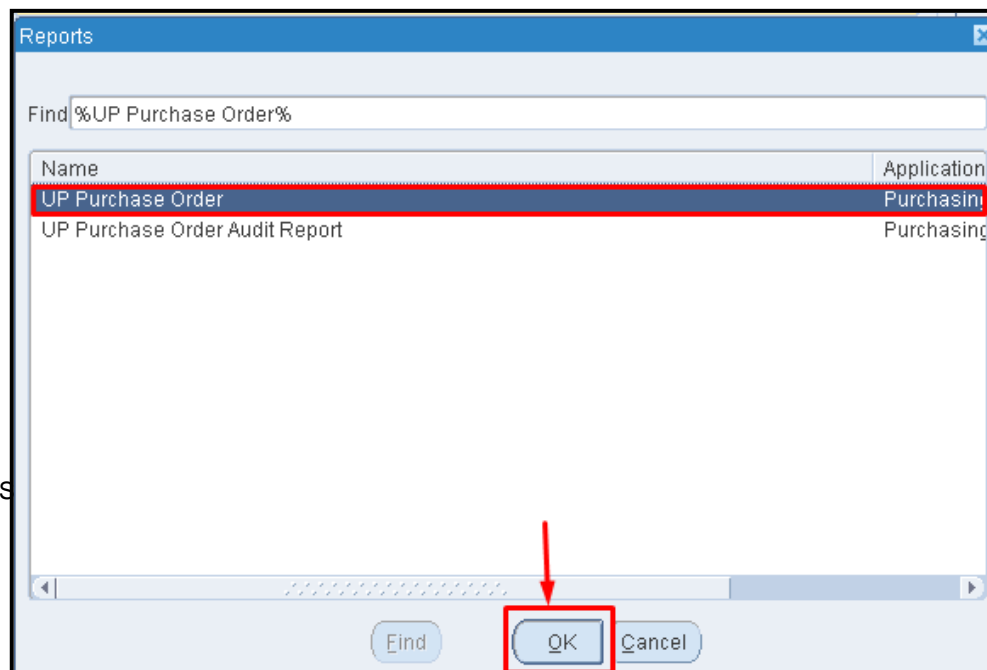 Reports
Find %UP Purchase Order%
Name Application
UP Purchase Order Purchasing
UP Purchase Order Audit Report Purchasing
S
Find OK Cancel